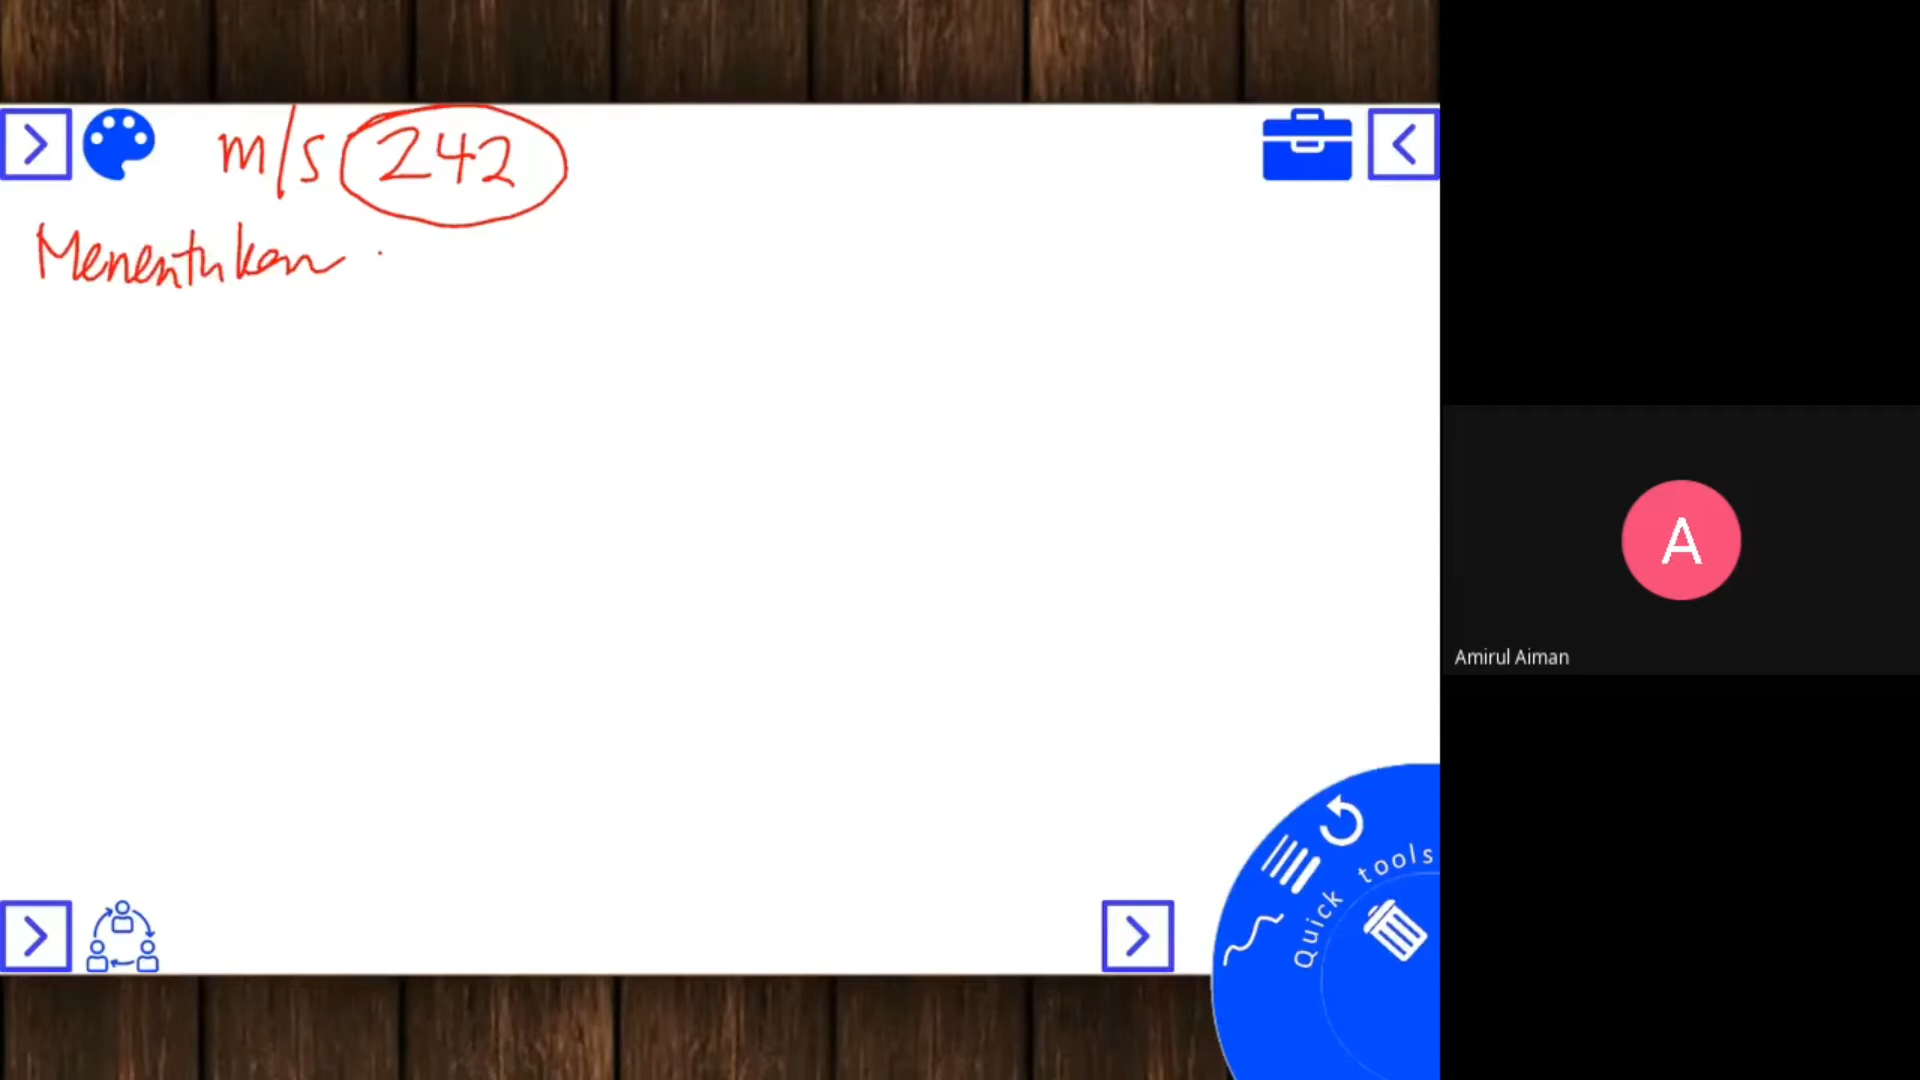 m/s 242
Menentukan
Amirul Aiman
A
Quick tools